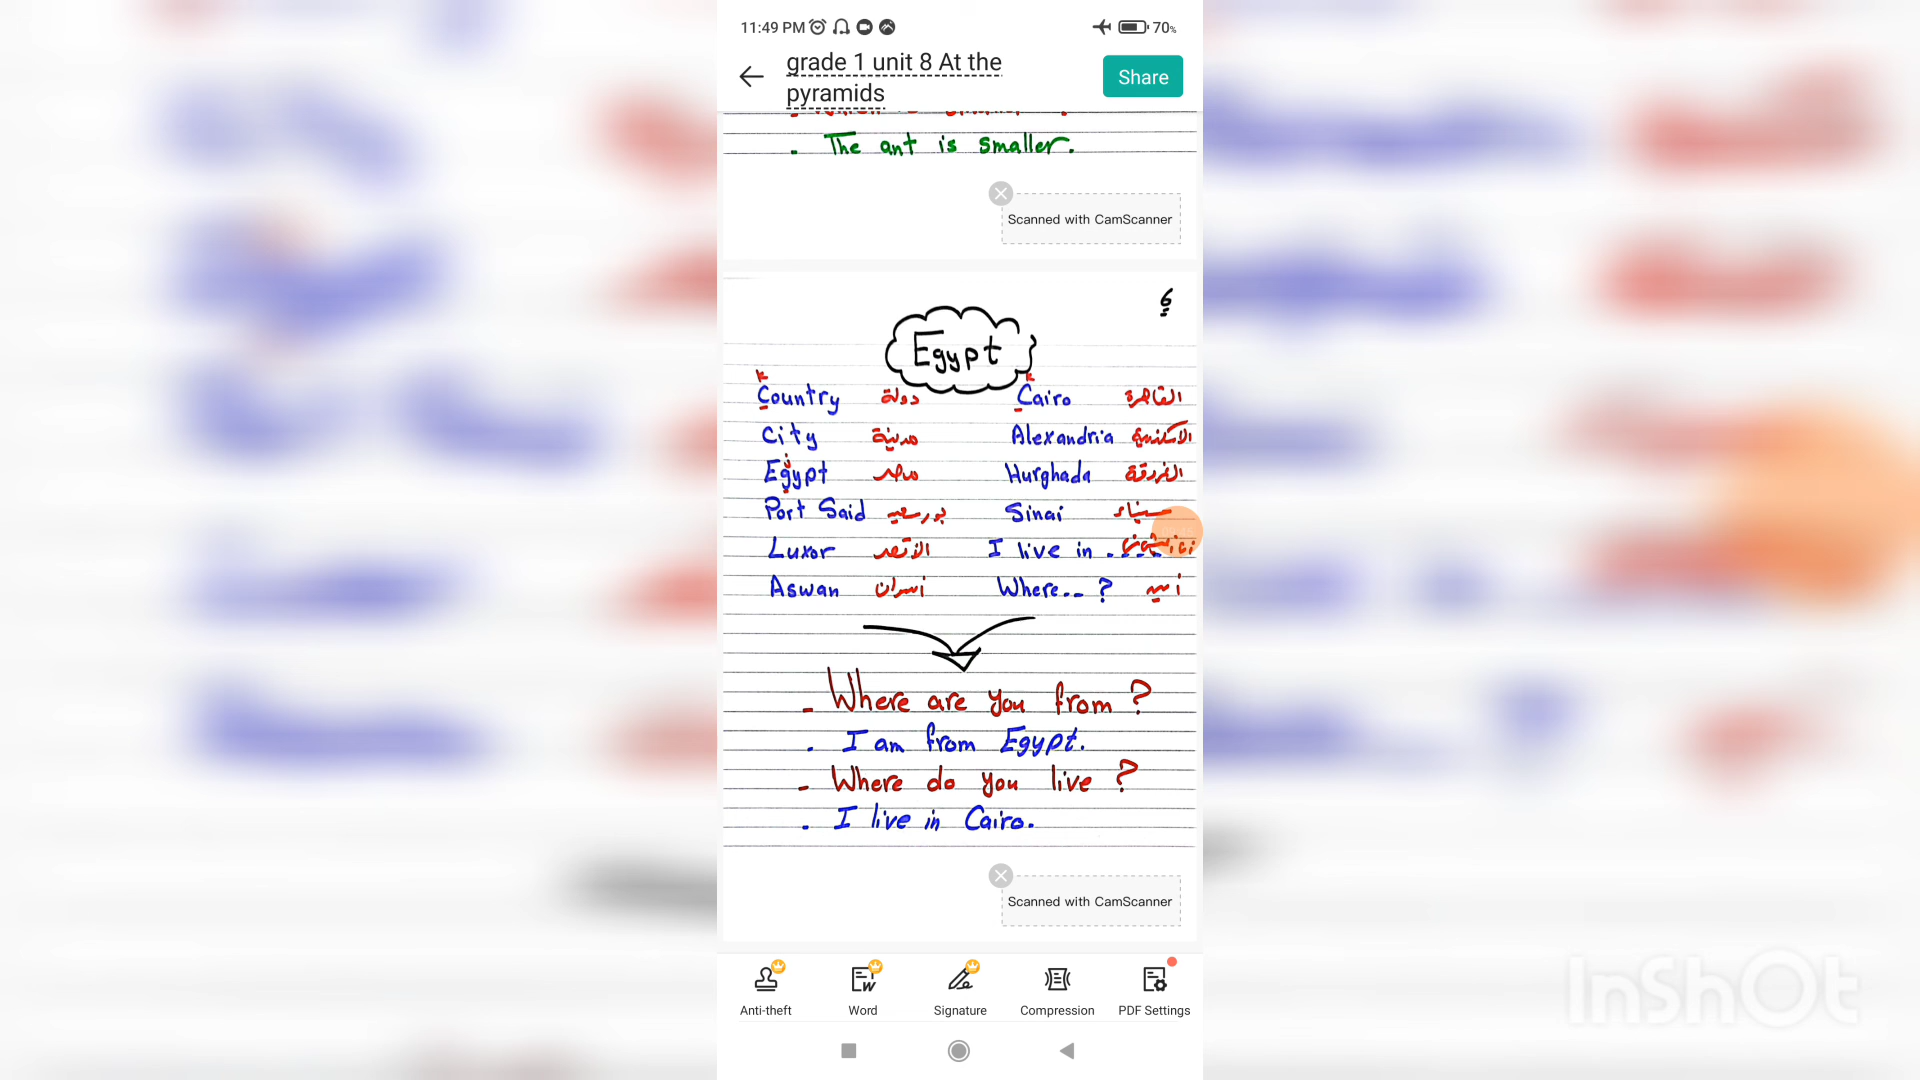 11:49 PM 70%
grade 1 unit 8 At the
pyramids
Share
. The ant is smaller.
Scanned with CamScanner
6
Egypt
k k
Country دولة Cairo القاهرة
City مدينة Alexandria الاسكندرية
Egypt مصر Hurghada الغردقة
Port Said بورسعيد Sinai سيناء
Luxor الأقصر I live in ....
Aswan أسوان Where.. ? أين
- Where are you from ?
. I am from Egypt.
- Where do you live ?
. I live in Cairo.
Scanned with CamScanner
Anti-theft Word Signature Compression PDF Settings
InShOt